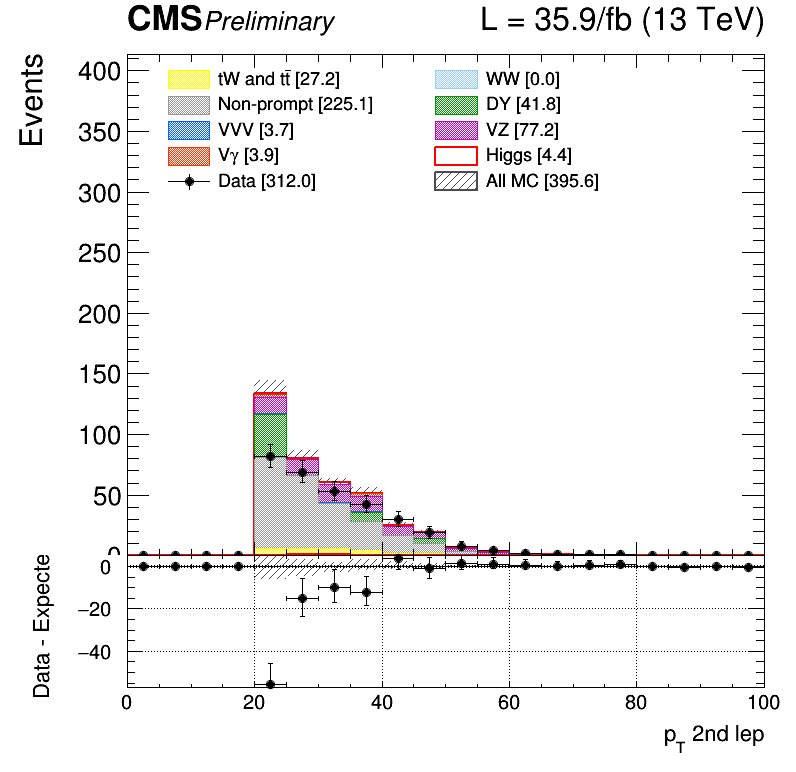 CMS Preliminary L = 35.9/fb (13 TeV)
Events
400
350
300
250
200
150
100
50
0
tW and tt̄ [27.2]
Non-prompt [225.1]
VVV [3.7]
Vγ [3.9]
Data [312.0]
WW [0.0]
DY [41.8]
VZ [77.2]
Higgs [4.4]
All MC [395.6]
Data - Expecte
0
−20
−40
0 20 40 60 80 100
p_T 2nd lep